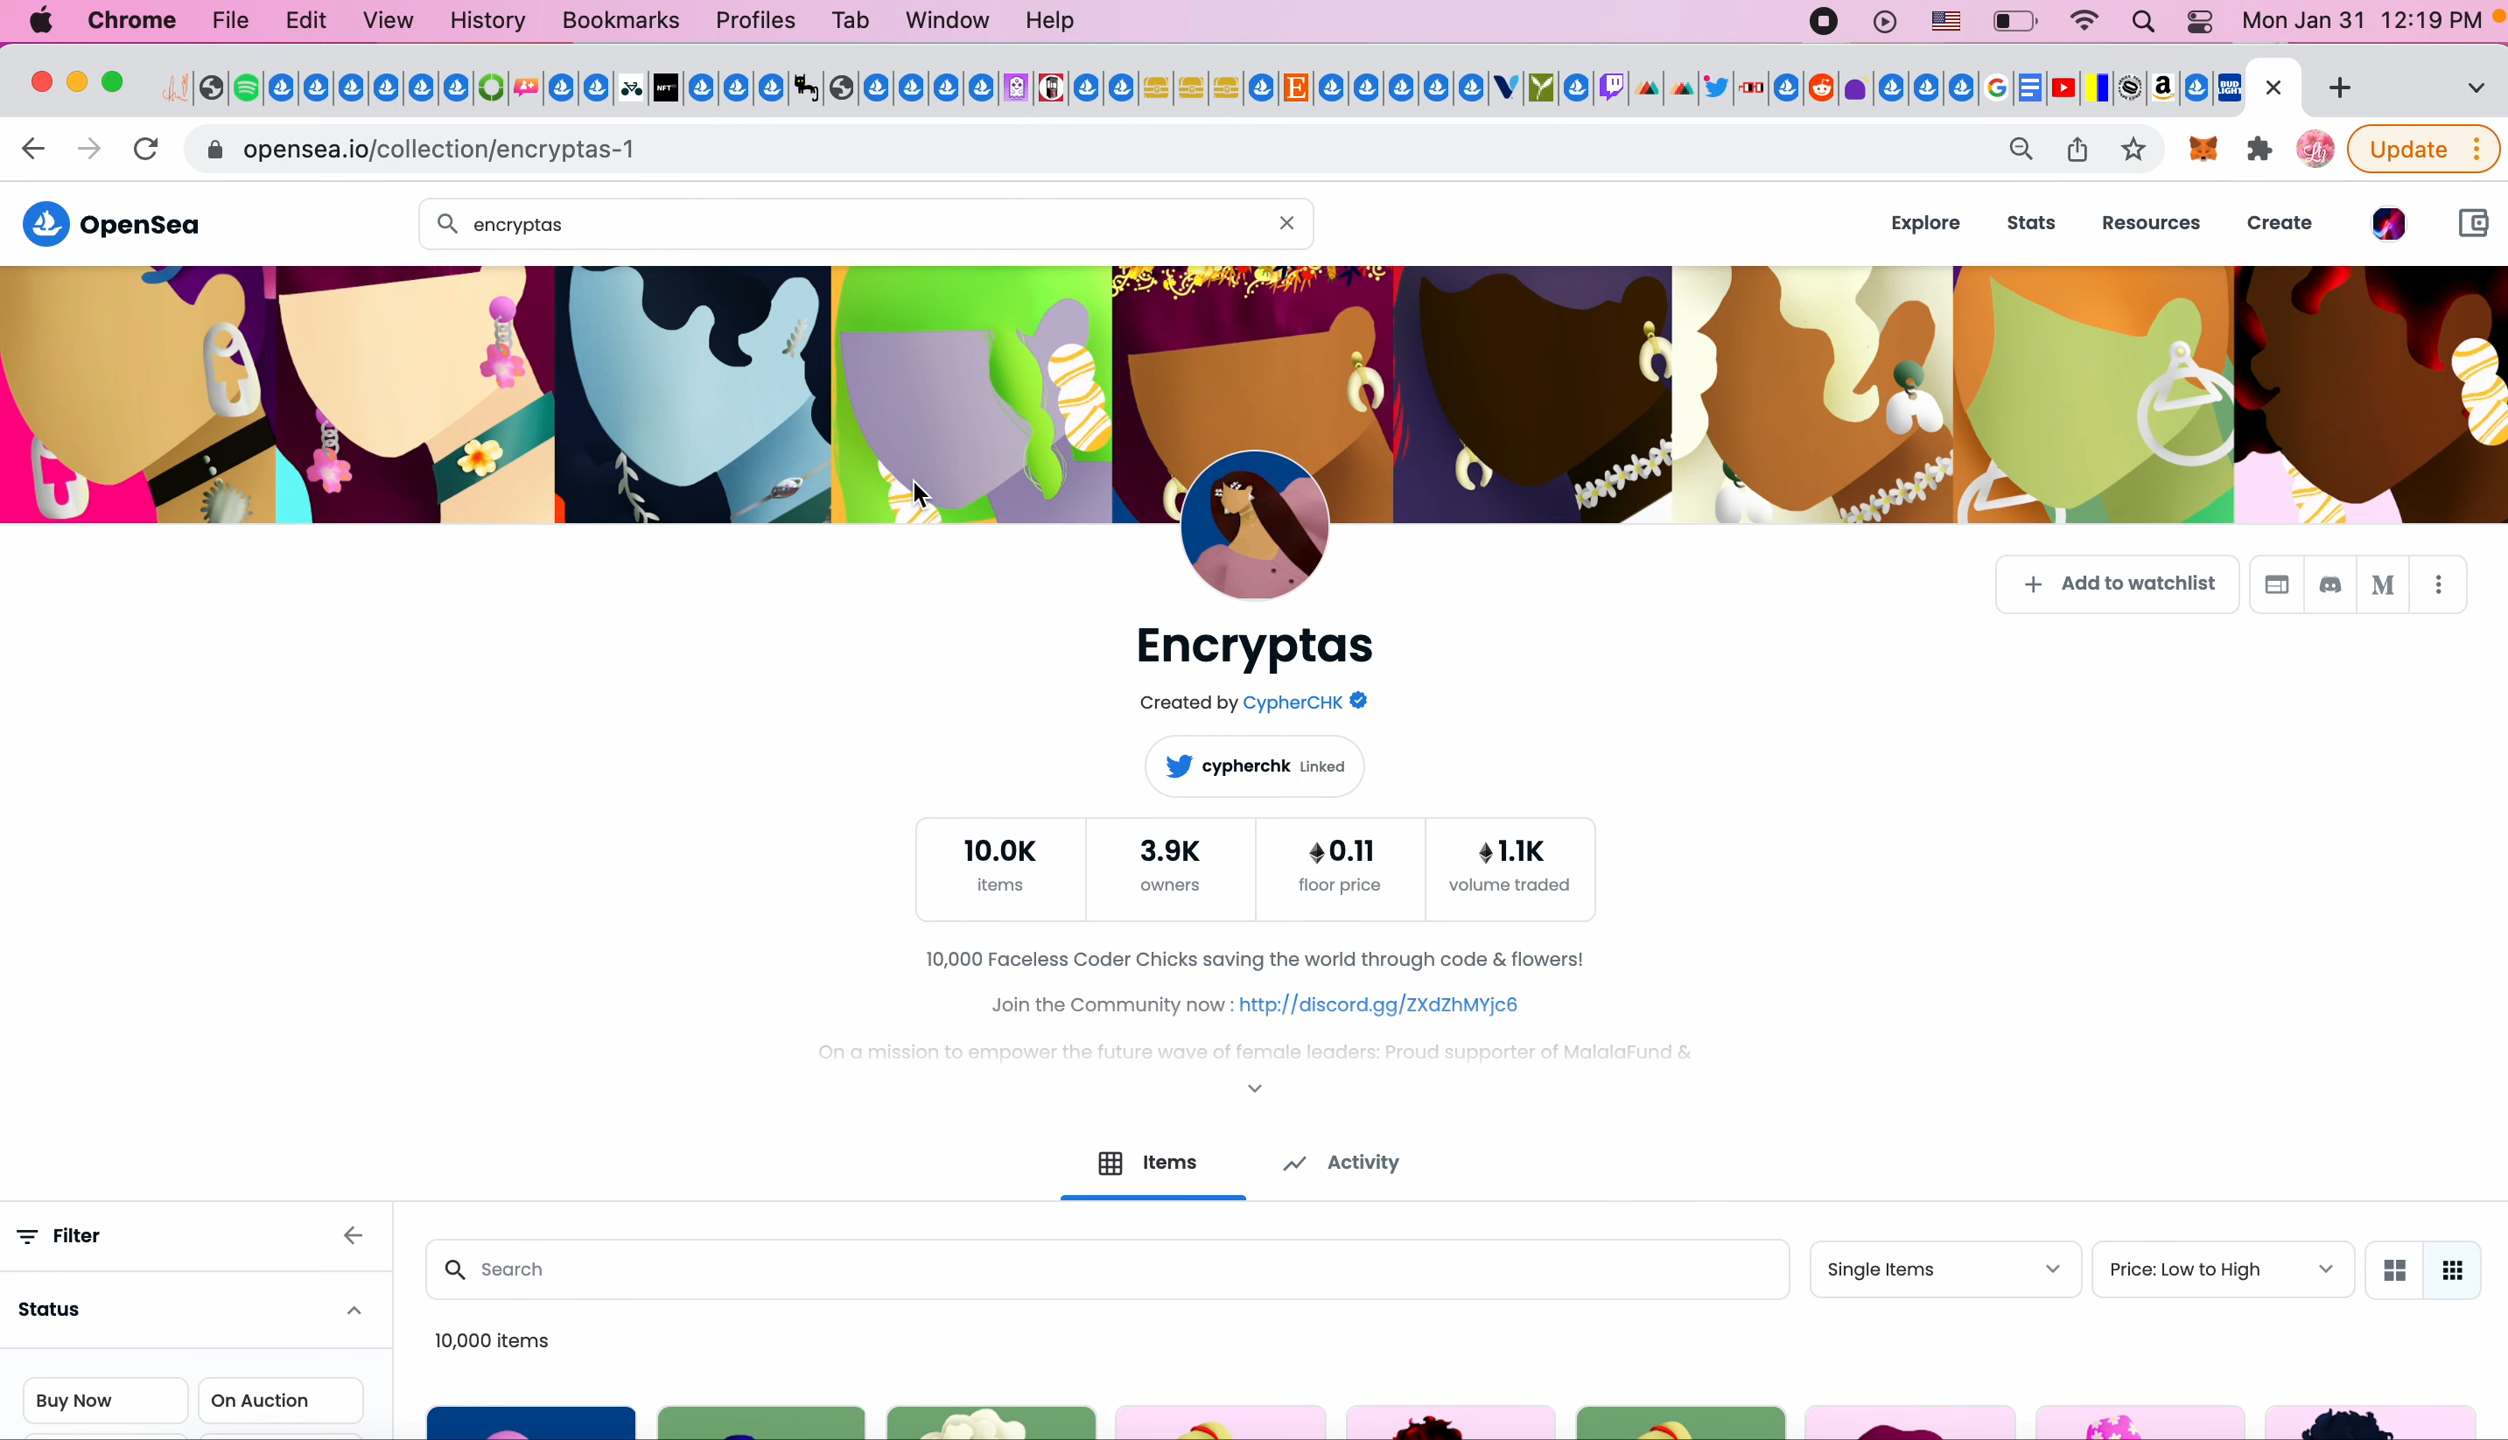 Chrome File Edit View History Bookmarks Profiles Tab Window Help Mon Jan 31 12:19 PM
opensea.io/collection/encryptas-1 Update
OpenSea encryptas Explore Stats Resources Create
Add to watchlist
Encryptas
Created by CypherCHK
cypherchk Linked
10.0K 3.9K 0.11 1.1K
items owners floor price volume traded
10,000 Faceless Coder Chicks saving the world through code & flowers!
Join the Community now : http://discord.gg/ZXdZhMYjc6
On a mission to empower the future wave of female leaders: Proud supporter of MalalaFund &
Items Activity
Filter
Search Single Items Price: Low to High
Status
10,000 items
Buy Now On Auction